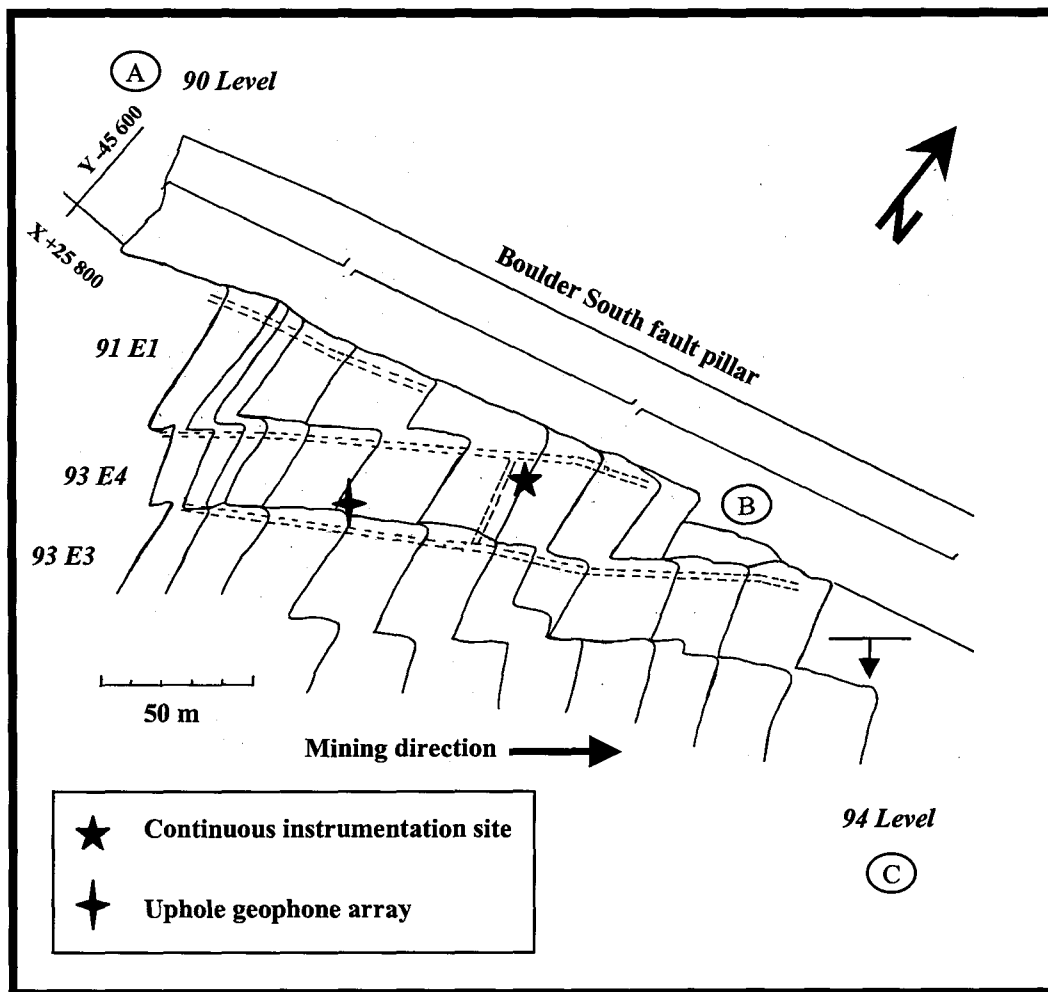 A
90 Level
Y -45 600
X +25 800
N
Boulder South fault pillar
91 E1
93 E4
93 E3
B
50 m
Mining direction
94 Level
C
Continuous instrumentation site
Uphole geophone array